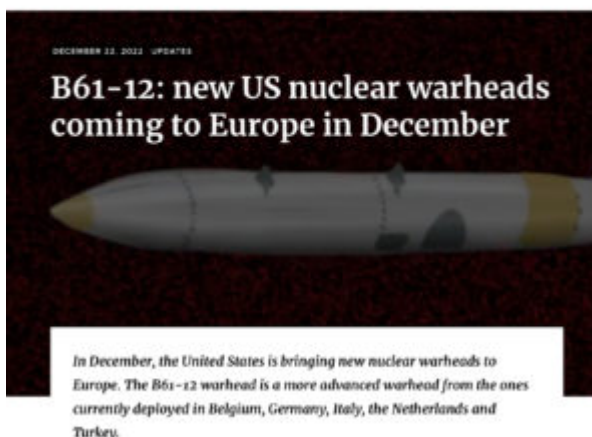 DECEMBER 22, 2022 UPDATES
B61-12: new US nuclear warheads
coming to Europe in December
In December, the United States is bringing new nuclear warheads to
Europe. The B61-12 warhead is a more advanced warhead from the ones
currently deployed in Belgium, Germany, Italy, the Netherlands and
Turkey.